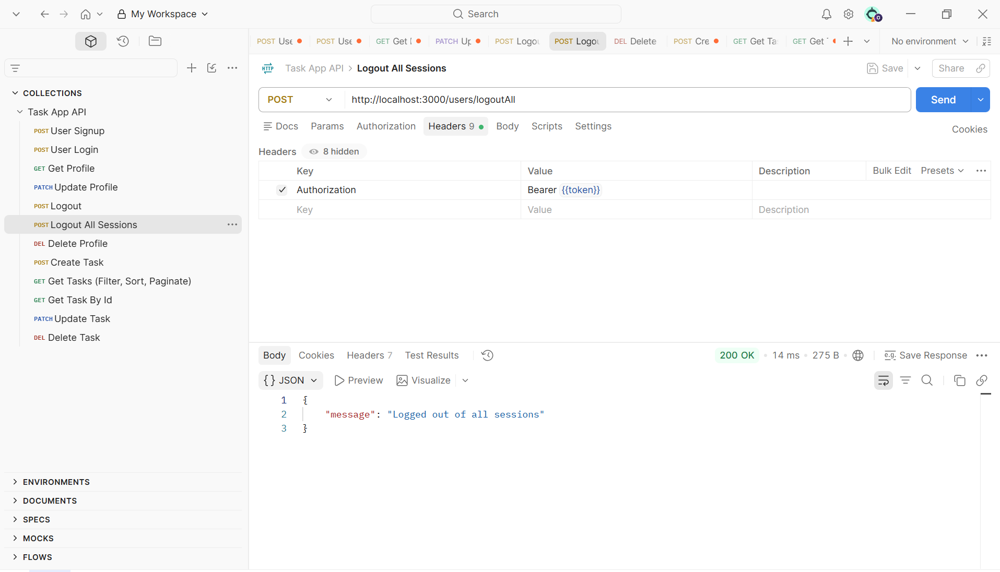 My Workspace
Search
POST Use
POST Use
GET Get
PATCH Up
POST Logou
POST Logou
DEL Delete
POST Cre
GET Get Ta
GET Get
No environment
COLLECTIONS
Task App API
POST User Signup
POST User Login
GET Get Profile
PATCH Update Profile
POST Logout
POST Logout All Sessions
DEL Delete Profile
POST Create Task
GET Get Tasks (Filter, Sort, Paginate)
GET Get Task By Id
PATCH Update Task
DEL Delete Task
ENVIRONMENTS
DOCUMENTS
SPECS
MOCKS
FLOWS
HTTP Task App API > Logout All Sessions
Save
Share
POST http://localhost:3000/users/logoutAll
Send
Docs Params Authorization Headers 9 Body Scripts Settings
Cookies
Headers 8 hidden
Key Value Description Bulk Edit Presets
Authorization Bearer {{token}}
Key Value Description
Body Cookies Headers 7 Test Results
200 OK • 14 ms • 275 B
e.g. Save Response
{} JSON Preview Visualize
1 {
2 "message": "Logged out of all sessions"
3 }